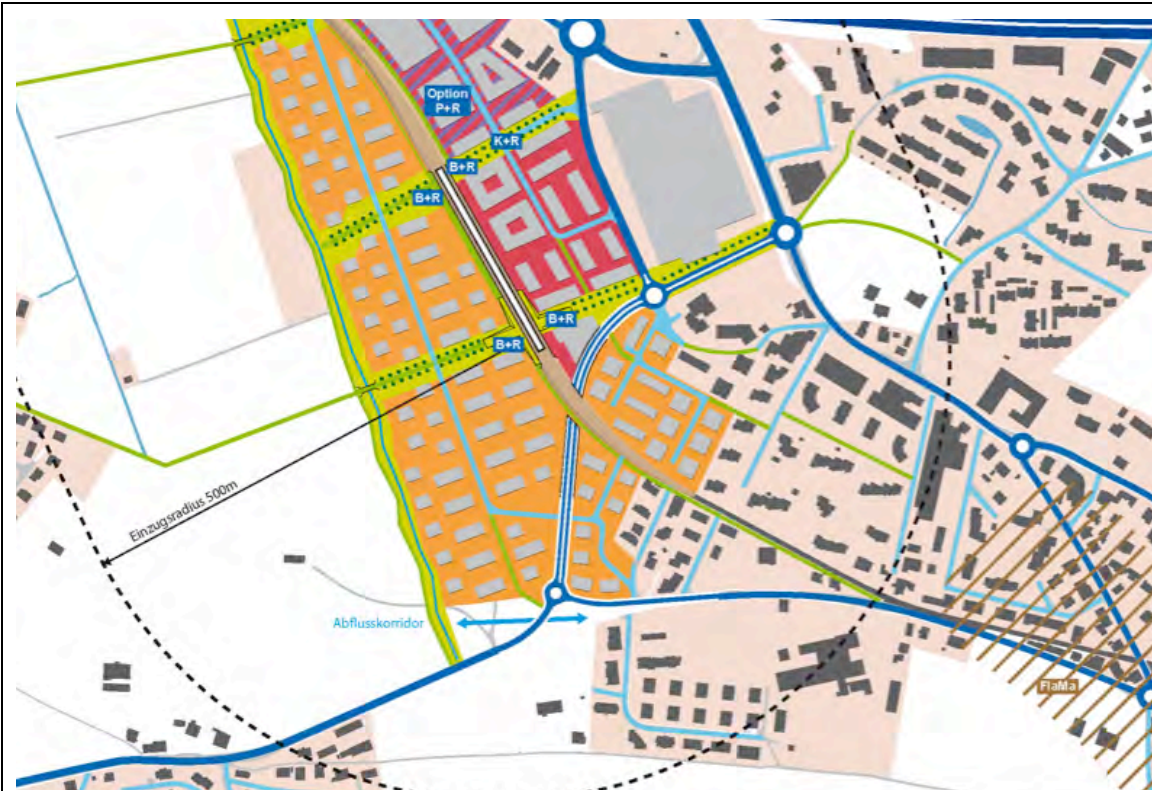 Option
P+R
K+R
B+R
B+R
B+R
B+R
Einzugsradius 500m
Abflusskorridor
FlaMa